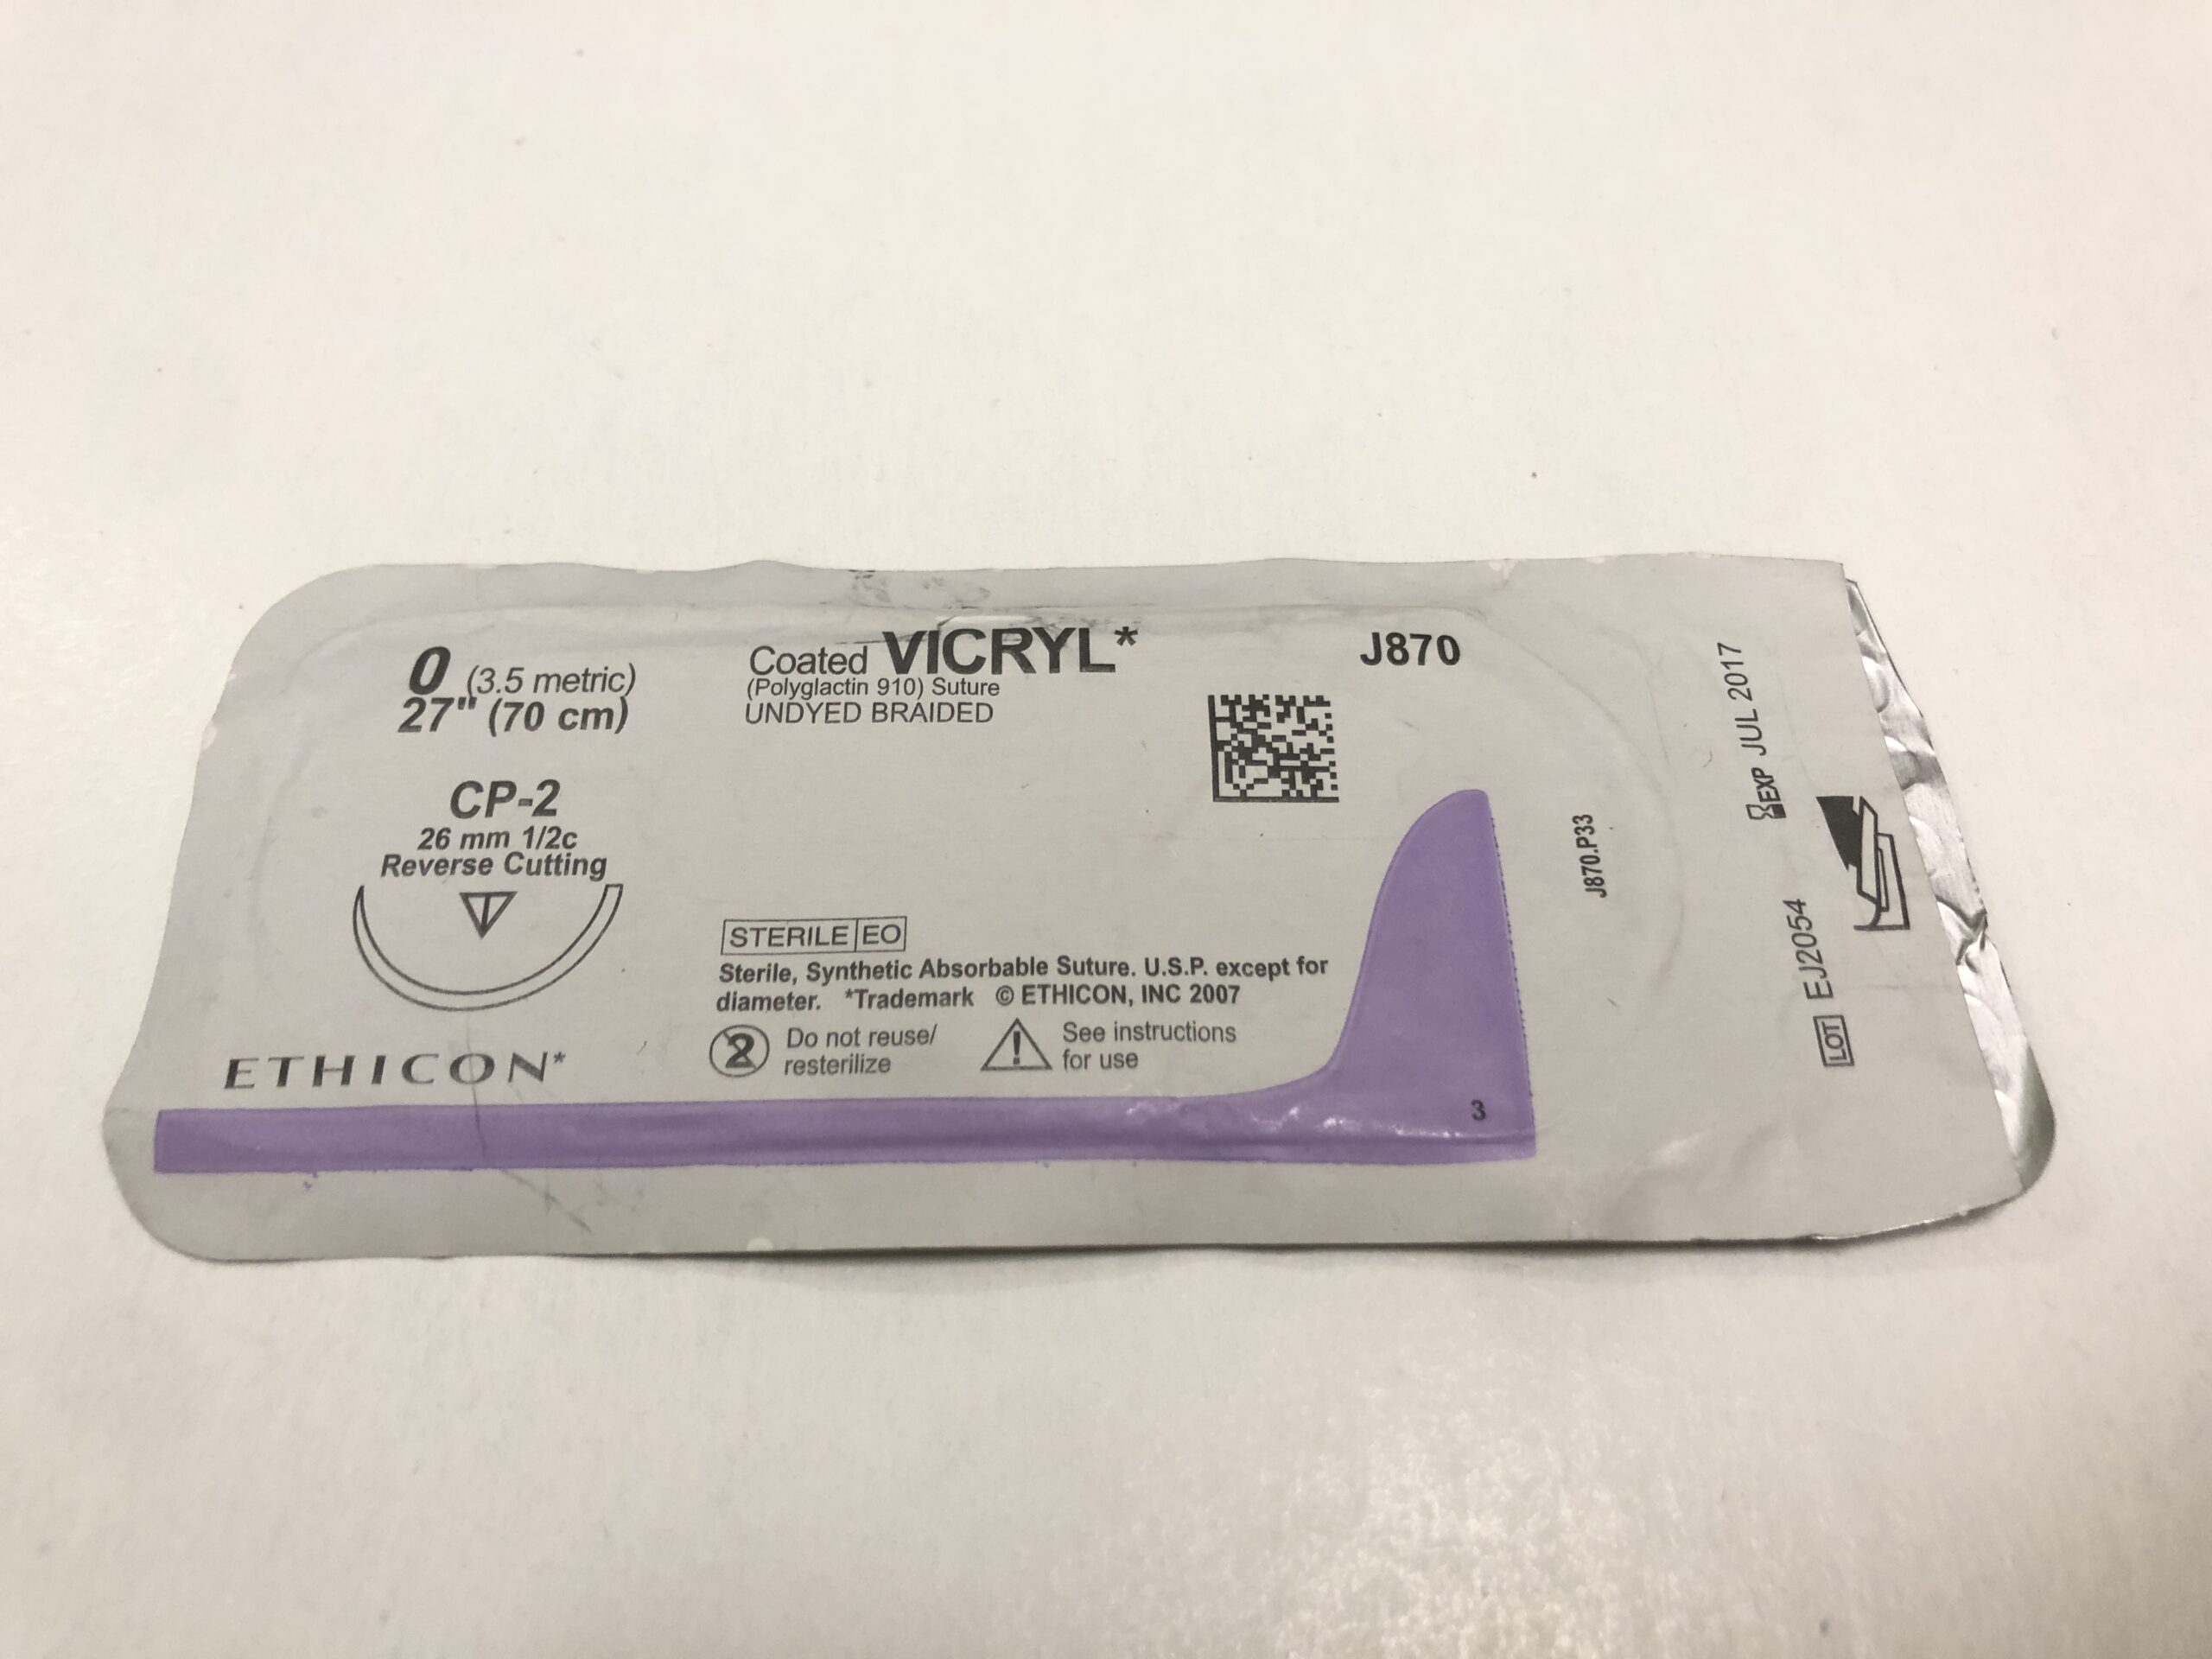 0 (3.5 metric)
27" (70 cm)
CP-2
26 mm 1/2c
Reverse Cutting
ETHICON*
Coated VICRYL*
(Polyglactin 910) Suture
UNDYED BRAIDED
J870
STERILE EO
Sterile, Synthetic Absorbable Suture. U.S.P. except for
diameter. *Trademark © ETHICON, INC 2007
2 Do not reuse/
resterilize
! See instructions
for use
3
J870.P33
EXP JUL 2017
LOT EJ2054